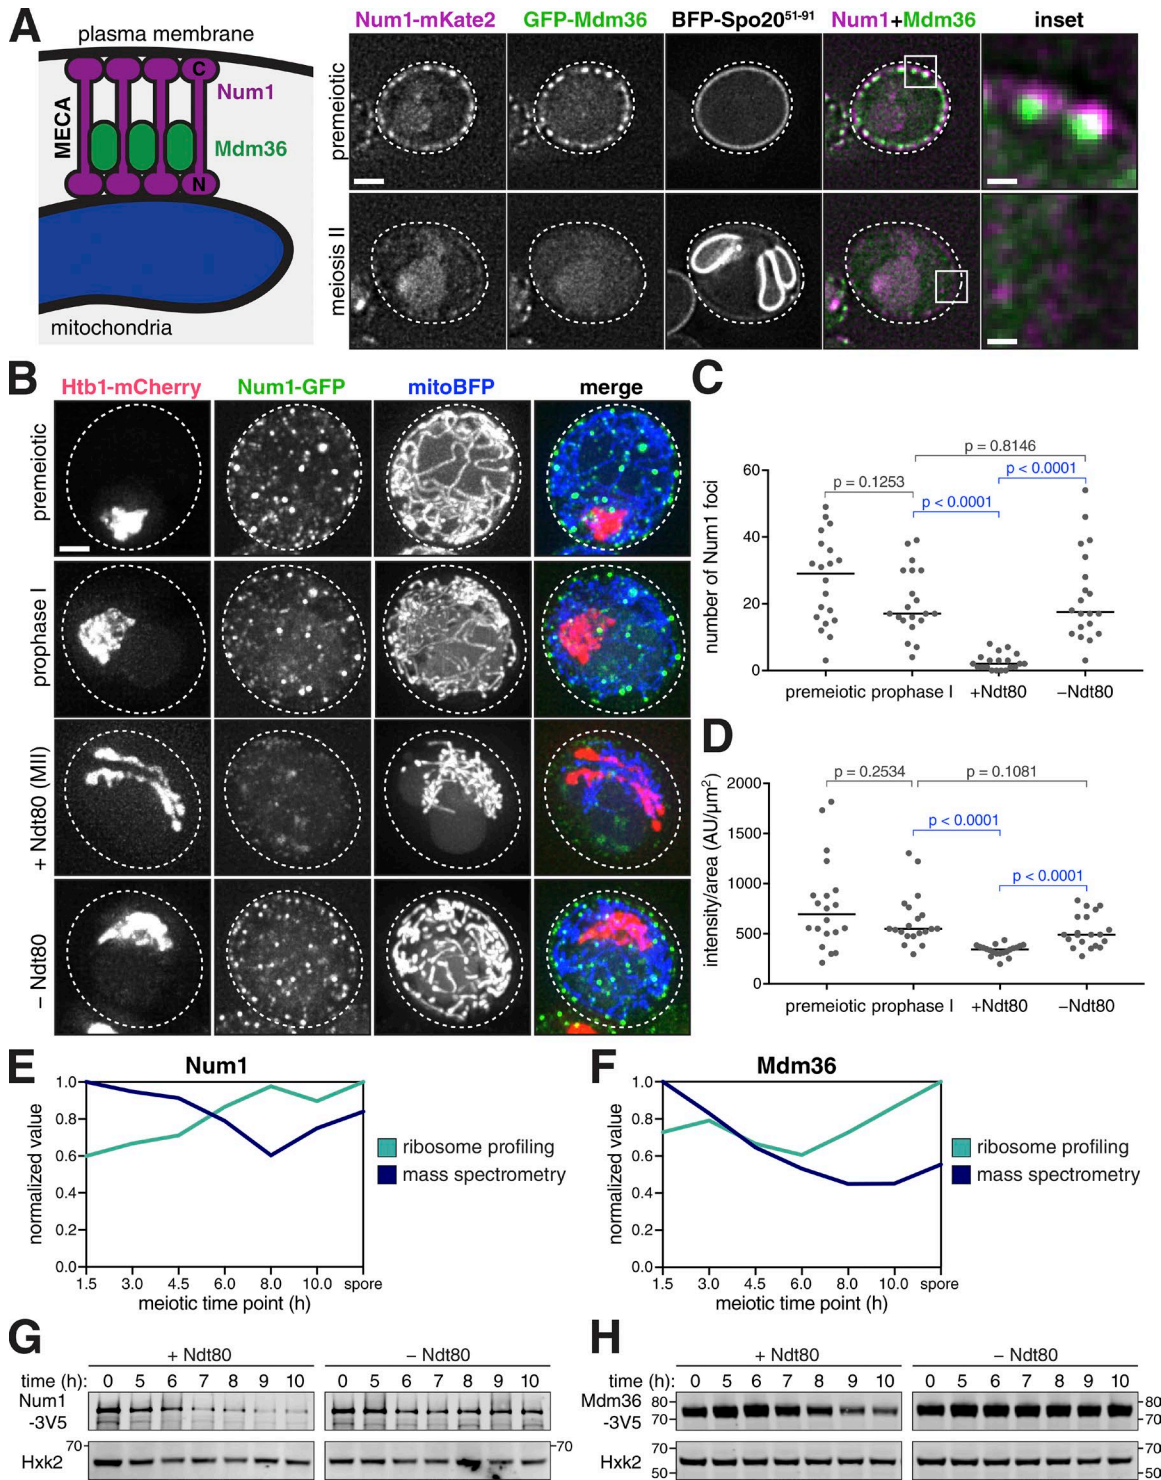 A
plasma membrane
C
Num1
MECA
Mdm36
N
mitochondria
Num1-mKate2 GFP-Mdm36 BFP-Spo20⁵¹⁻⁹¹ Num1+Mdm36 inset
premeiotic
meiosis II
B
Htb1-mCherry Num1-GFP mitoBFP merge
premeiotic
prophase I
+ Ndt80 (MII)
– Ndt80
C
number of Num1 foci
60
40
20
0
p = 0.8146
p < 0.0001
p = 0.1253
p < 0.0001
premeiotic prophase I +Ndt80 –Ndt80
D
intensity/area (AU/μm²)
2000
1500
1000
500
0
p = 0.2534 p = 0.1081
p < 0.0001
p < 0.0001
premeiotic prophase I +Ndt80 –Ndt80
E
Num1
normalized value
1.0
0.8
0.6
0.4
0.2
0.0
1.5 3.0 4.5 6.0 8.0 10.0 spore
meiotic time point (h)
ribosome profiling
mass spectrometry
F
Mdm36
normalized value
1.0
0.8
0.6
0.4
0.2
0.0
1.5 3.0 4.5 6.0 8.0 10.0 spore
meiotic time point (h)
ribosome profiling
mass spectrometry
G
+ Ndt80 – Ndt80
time (h): 0 5 6 7 8 9 10 0 5 6 7 8 9 10
Num1
-3V5
70 70
Hxk2
H
+ Ndt80 – Ndt80
time (h): 0 5 6 7 8 9 10 0 5 6 7 8 9 10
Mdm36 80 80
-3V5 70 70
70 70
Hxk2
50 50